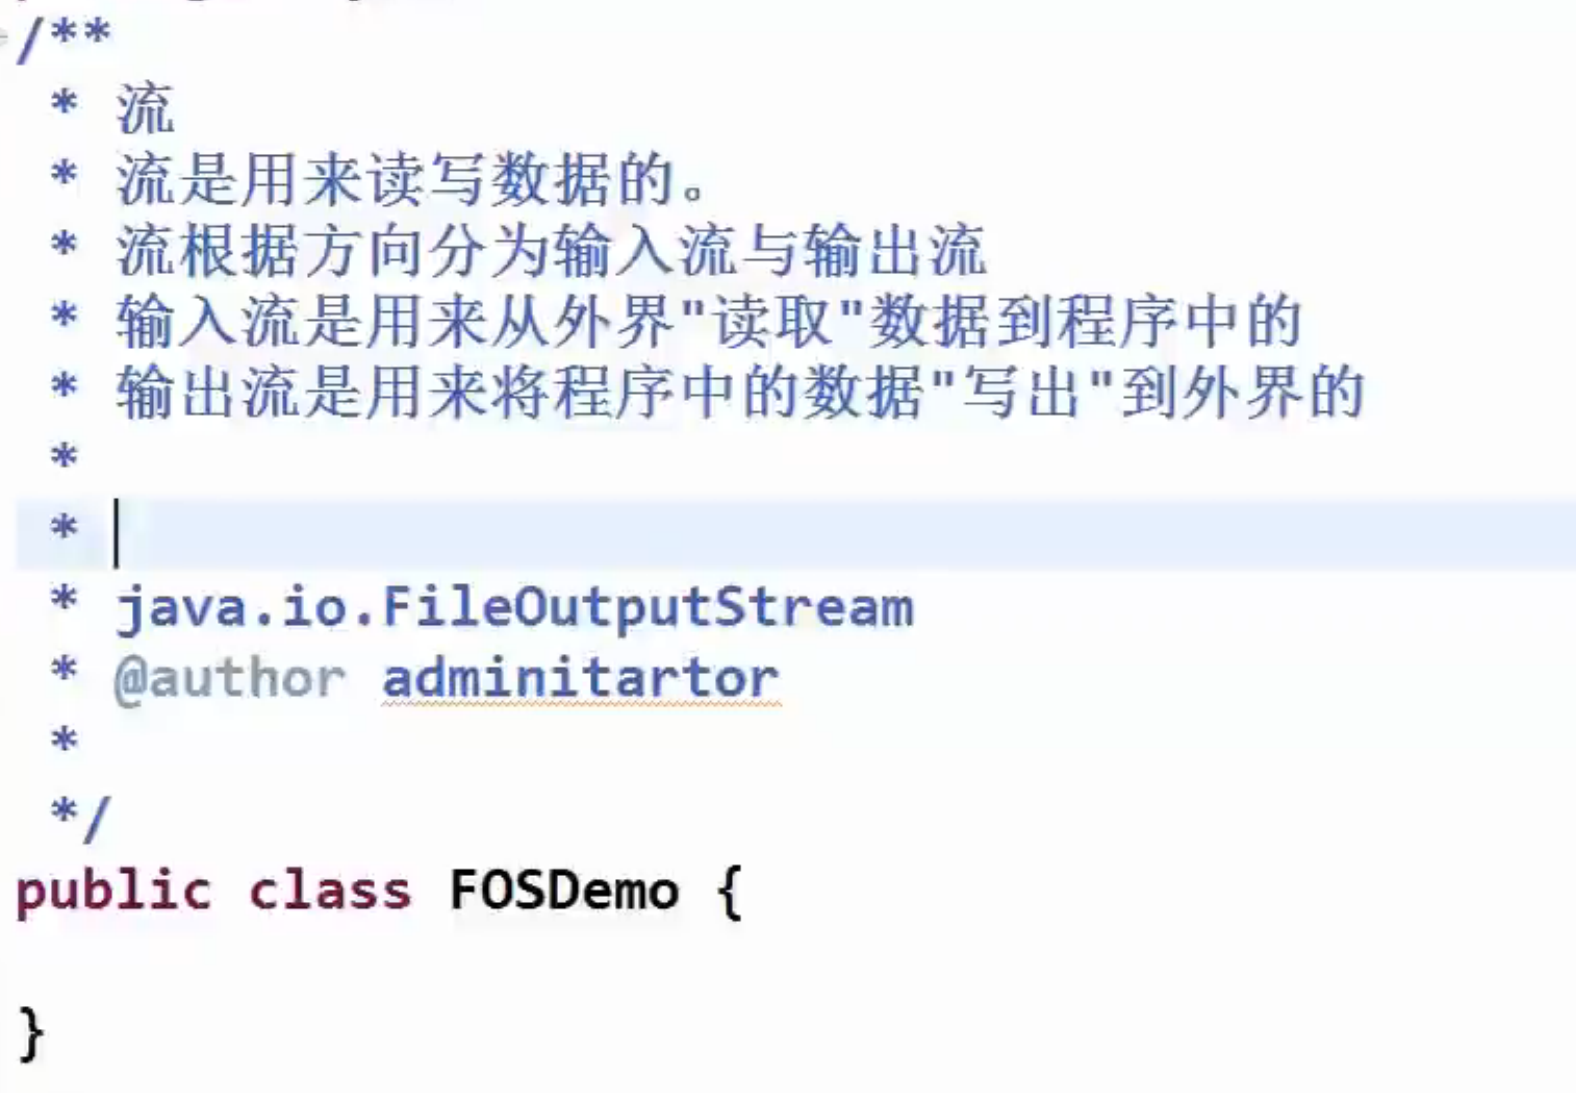 /**
* 流
* 流是用来读写数据的。
* 流根据方向分为输入流与输出流
* 输入流是用来从外界"读取"数据到程序中的
* 输出流是用来将程序中的数据"写出"到外界的
*
*
* java.io.FileOutputStream
* @author adminitartor
*
*/
public class FOSDemo {
}